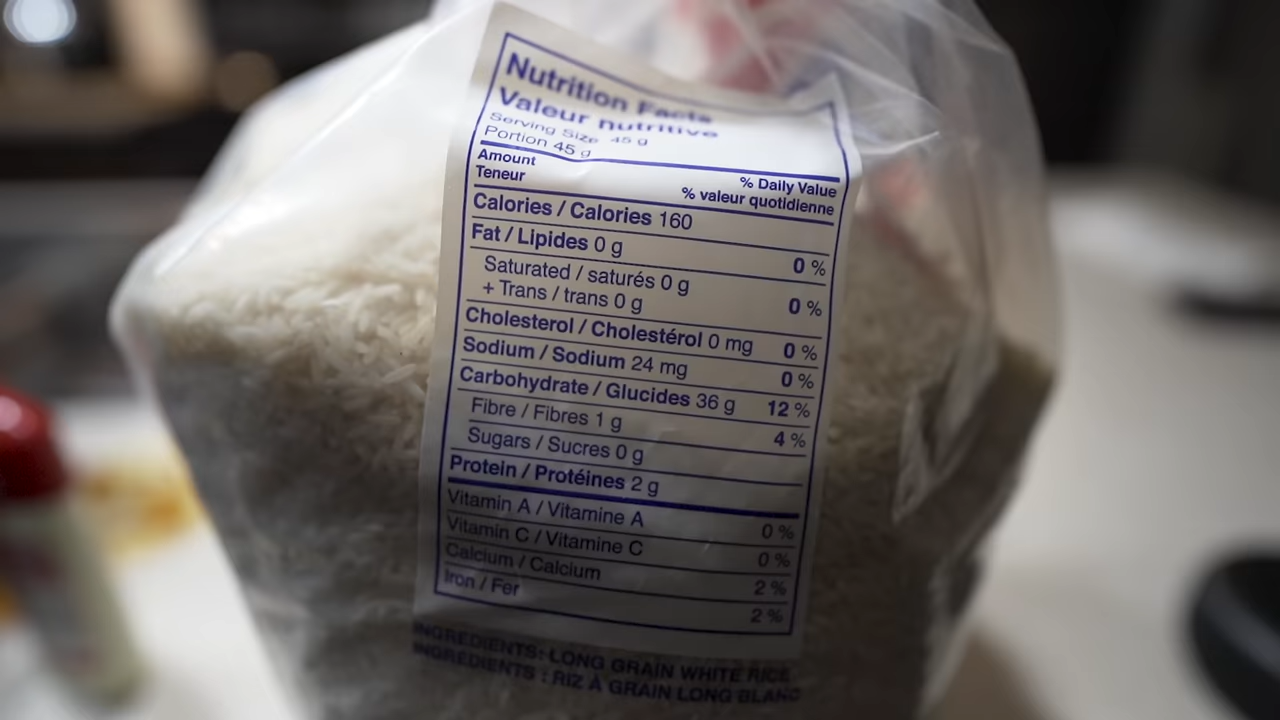 Nutrition Facts
Valeur nutritive
Serving Size 45 g
Portion 45 g
Amount
Teneur
% Daily Value
% valeur quotidienne
Calories / Calories 160
Fat / Lipides 0 g 0 %
Saturated / saturés 0 g
+ Trans / trans 0 g 0 %
Cholesterol / Cholestérol 0 mg 0 %
Sodium / Sodium 24 mg 0 %
Carbohydrate / Glucides 36 g 12 %
Fibre / Fibres 1 g 4 %
Sugars / Sucres 0 g
Protein / Protéines 2 g
Vitamin A / Vitamine A 0 %
Vitamin C / Vitamine C 0 %
Calcium / Calcium 2 %
Iron / Fer 2 %
INGREDIENTS: LONG GRAIN WHITE RICE
INGRÉDIENTS : RIZ À GRAIN LONG BLANC